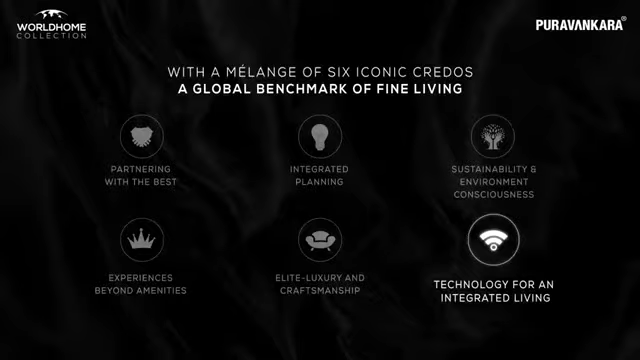 WORLDHOME
COLLECTION
PURAVANKARA®
WITH A MÉLANGE OF SIX ICONIC CREDOS
A GLOBAL BENCHMARK OF FINE LIVING
PARTNERING
WITH THE BEST
INTEGRATED
PLANNING
SUSTAINABILITY &
ENVIRONMENT
CONSCIOUSNESS
EXPERIENCES
BEYOND AMENITIES
ELITE-LUXURY AND
CRAFTSMANSHIP
TECHNOLOGY FOR AN
INTEGRATED LIVING